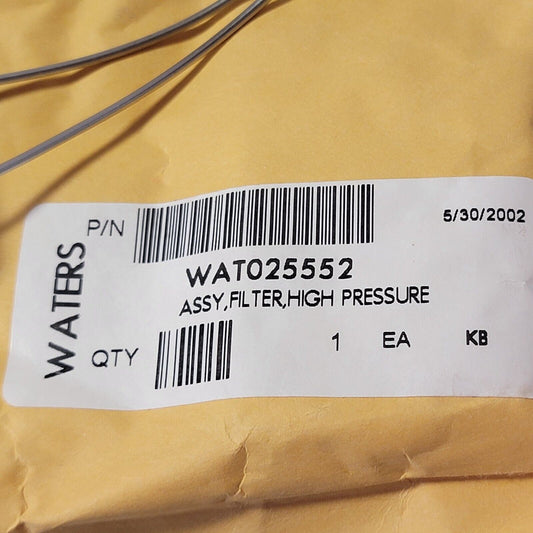 WATERS
P/N
5/30/2002
WAT025552
ASSY,FILTER,HIGH PRESSURE
QTY 1 EA KB